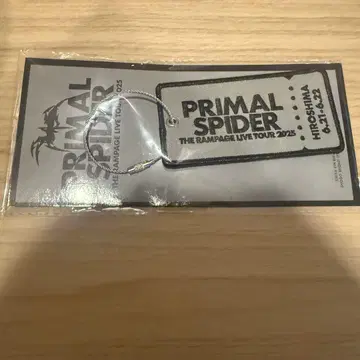 PRIMAL
SPIDER
THE RAMPAGE LIVE TOUR 2025
PRIMAL
SPIDER
THE RAMPAGE LIVE TOUR 2025
HIROSHIMA
6.21-6.22